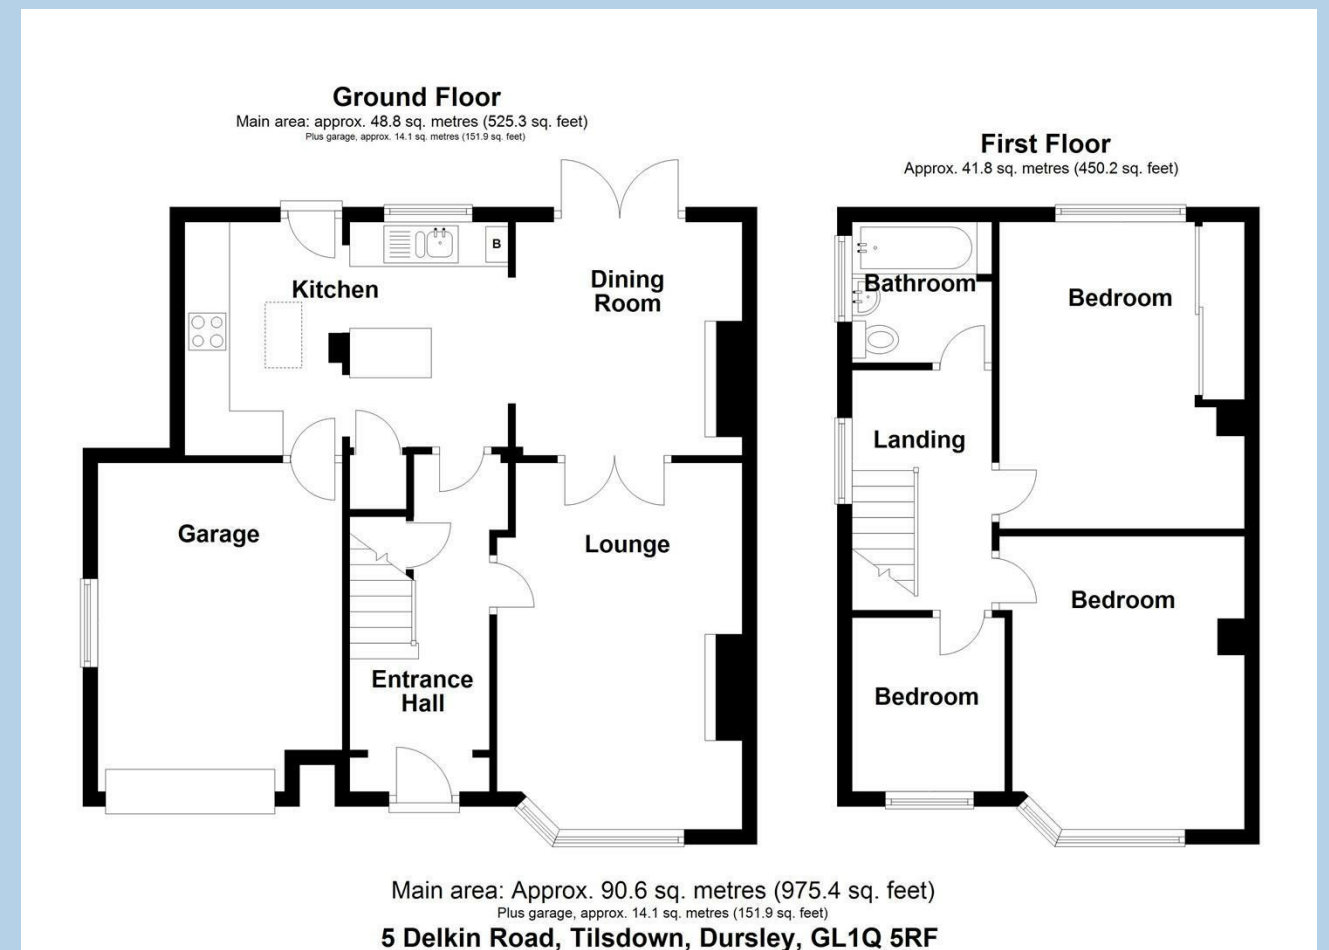 Ground Floor
Main area: approx. 48.8 sq. metres (525.3 sq. feet)
Plus garage, approx. 14.1 sq. metres (151.9 sq. feet)
First Floor
Approx. 41.8 sq. metres (450.2 sq. feet)
B
Kitchen
Dining
Room
Garage
Lounge
Entrance
Hall
Bathroom
Bedroom
Landing
Bedroom
Bedroom
Main area: Approx. 90.6 sq. metres (975.4 sq. feet)
Plus garage, approx. 14.1 sq. metres (151.9 sq. feet)
5 Delkin Road, Tilsdown, Dursley, GL1Q 5RF